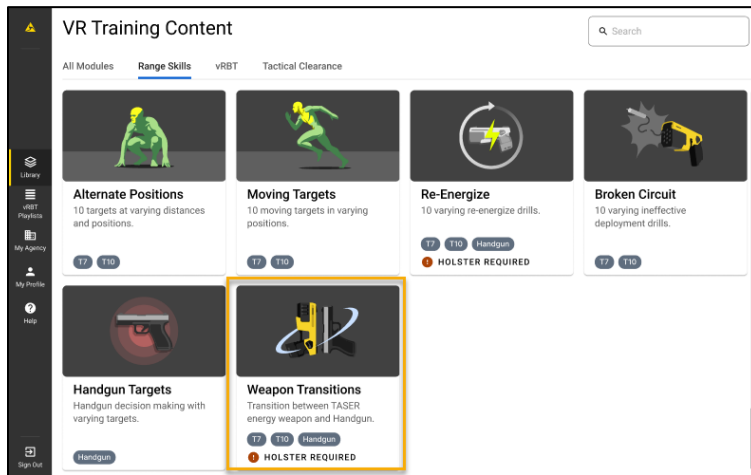 VR Training Content
Search
All Modules Range Skills vRBT Tactical Clearance
Library
vRBT
Playlists
My Agency
My Profile
Help
Sign Out
Alternate Positions
10 targets at varying distances
and positions.
T7 T10
Moving Targets
10 moving targets in varying
positions.
T7 T10
Re-Energize
10 varying re-energize drills.
T7 T10 Handgun
HOLSTER REQUIRED
Broken Circuit
10 varying ineffective
deployment drills.
T7 T10
Handgun Targets
Handgun decision making with
varying targets.
Handgun
Weapon Transitions
Transition between TASER
energy weapon and Handgun.
T7 T10 Handgun
HOLSTER REQUIRED